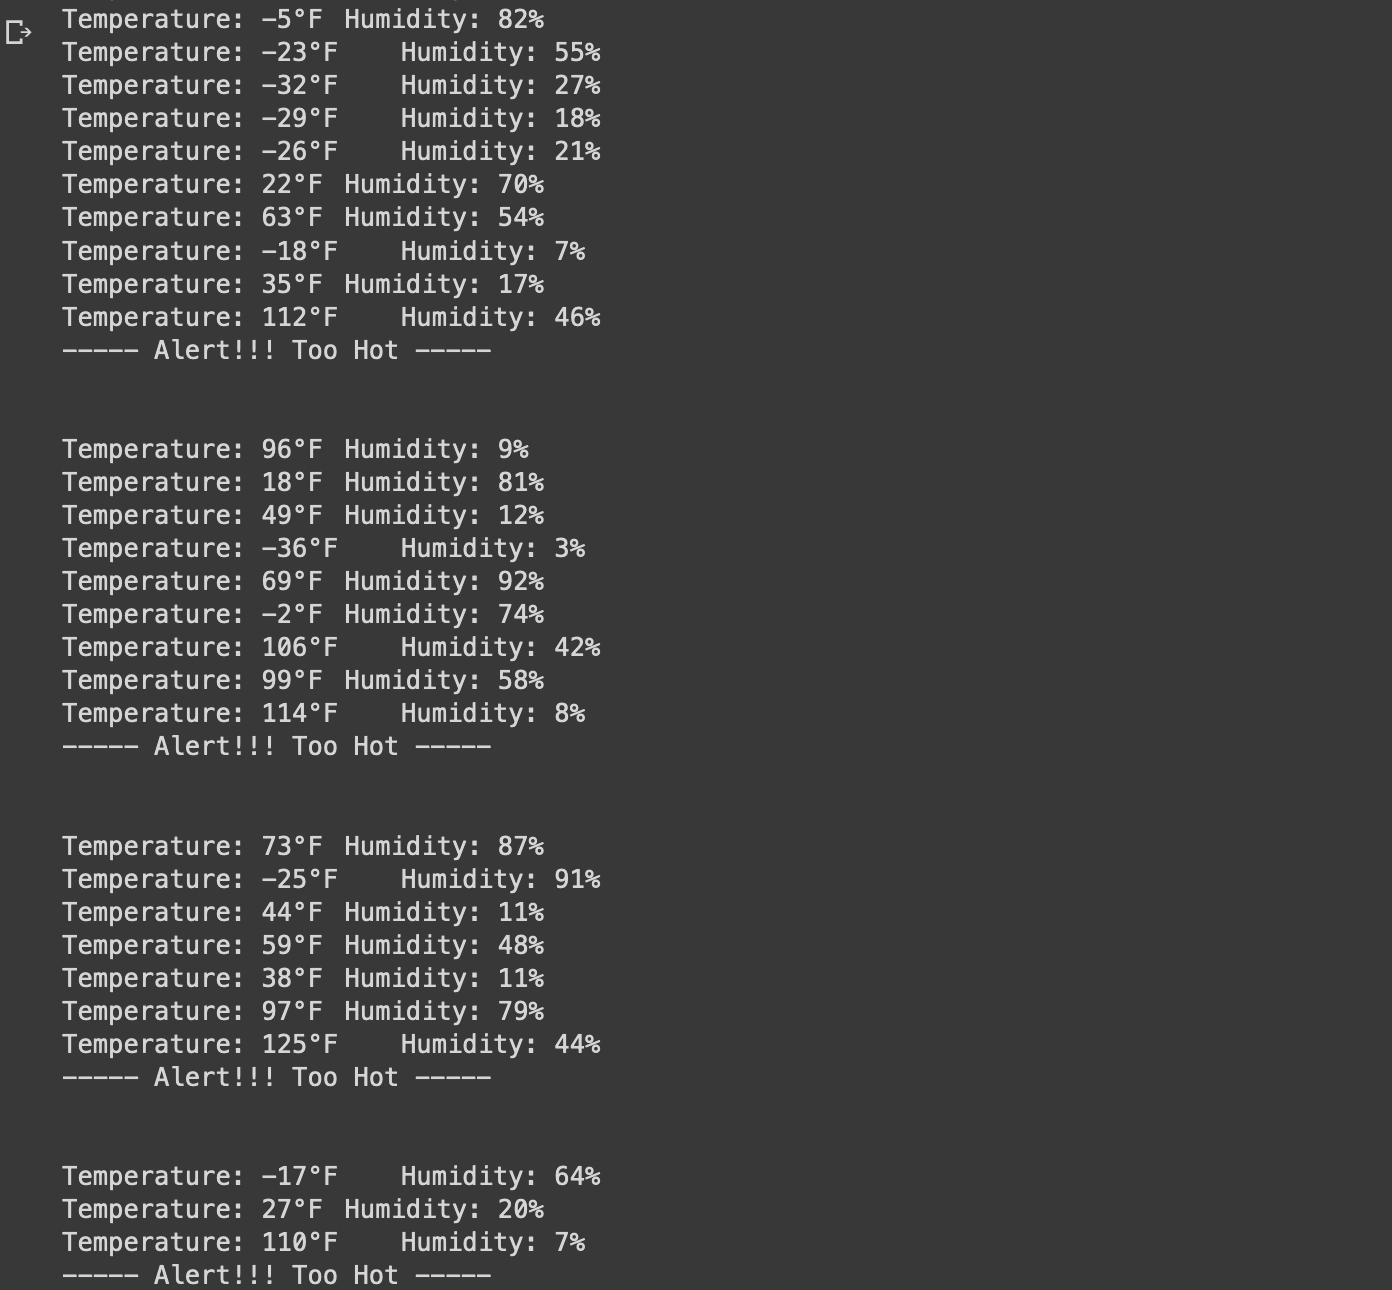 Temperature: -5°F Humidity: 82%
Temperature: -23°F    Humidity: 55%
Temperature: -32°F    Humidity: 27%
Temperature: -29°F    Humidity: 18%
Temperature: -26°F    Humidity: 21%
Temperature: 22°F Humidity: 70%
Temperature: 63°F Humidity: 54%
Temperature: -18°F    Humidity: 7%
Temperature: 35°F Humidity: 17%
Temperature: 112°F    Humidity: 46%
----- Alert!!! Too Hot -----
Temperature: 96°F Humidity: 9%
Temperature: 18°F Humidity: 81%
Temperature: 49°F Humidity: 12%
Temperature: -36°F    Humidity: 3%
Temperature: 69°F Humidity: 92%
Temperature: -2°F Humidity: 74%
Temperature: 106°F    Humidity: 42%
Temperature: 99°F Humidity: 58%
Temperature: 114°F    Humidity: 8%
----- Alert!!! Too Hot -----
Temperature: 73°F Humidity: 87%
Temperature: -25°F    Humidity: 91%
Temperature: 44°F Humidity: 11%
Temperature: 59°F Humidity: 48%
Temperature: 38°F Humidity: 11%
Temperature: 97°F Humidity: 79%
Temperature: 125°F    Humidity: 44%
----- Alert!!! Too Hot -----
Temperature: -17°F    Humidity: 64%
Temperature: 27°F Humidity: 20%
Temperature: 110°F    Humidity: 7%
----- Alert!!! Too Hot -----